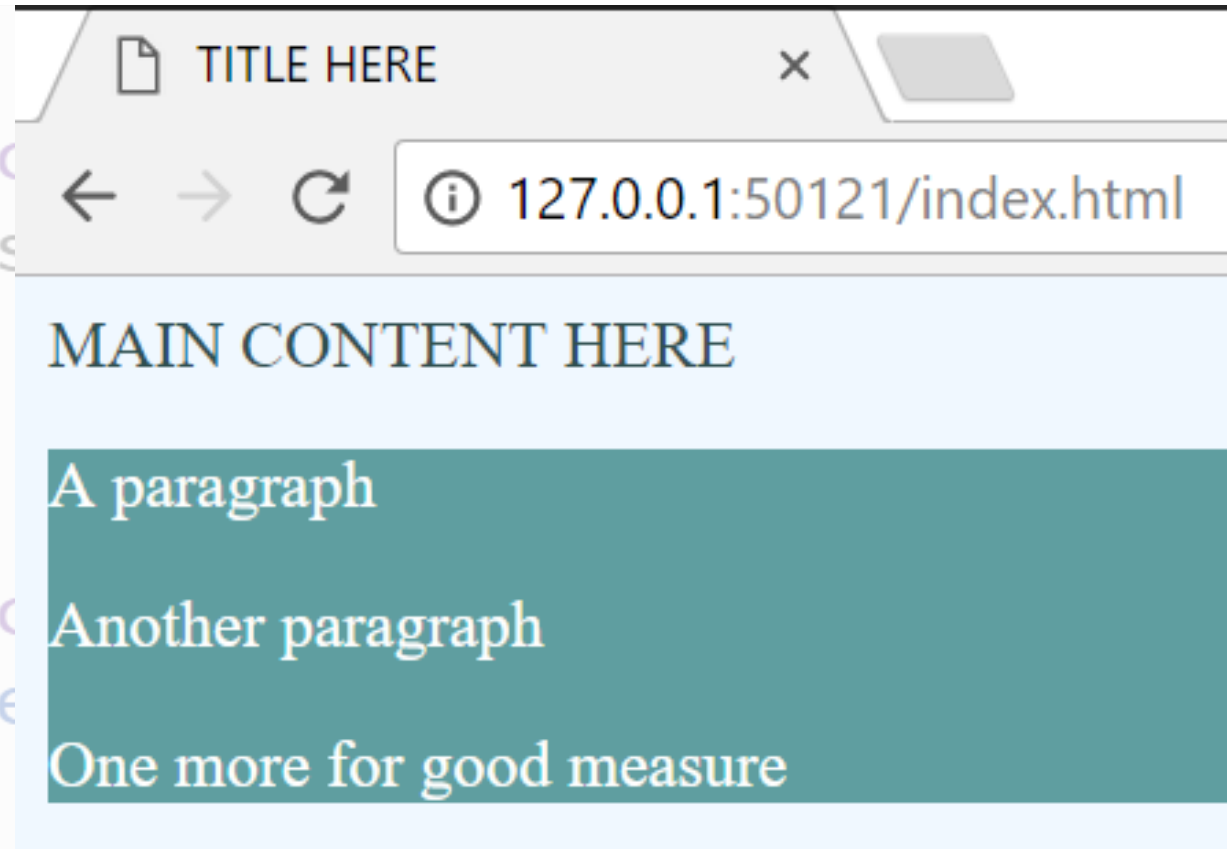 TITLE HERE
127.0.0.1:50121/index.html
MAIN CONTENT HERE
A paragraph
Another paragraph
One more for good measure